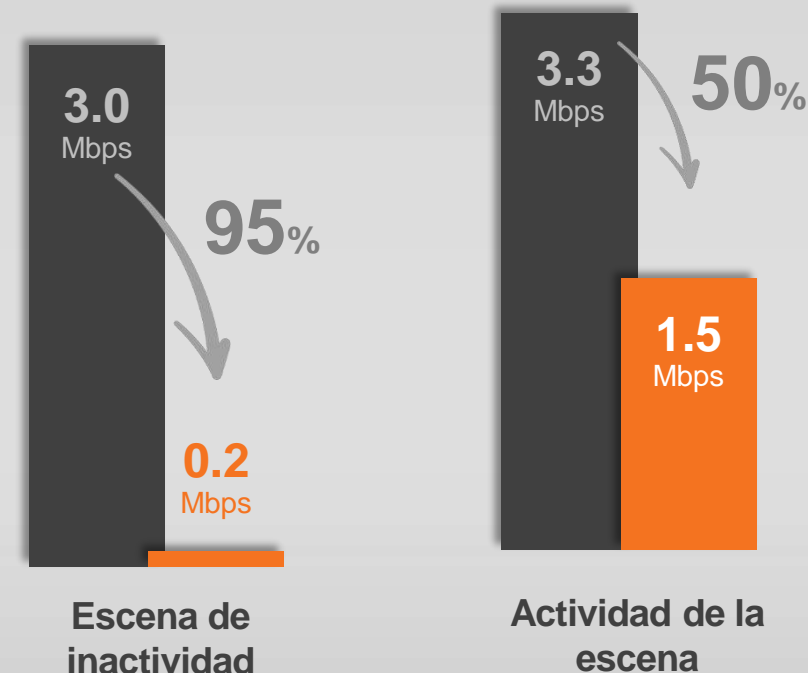 3.0
Mbps
95%
0.2
Mbps
Escena de
inactividad
3.3
Mbps
50%
1.5
Mbps
Actividad de la
escena